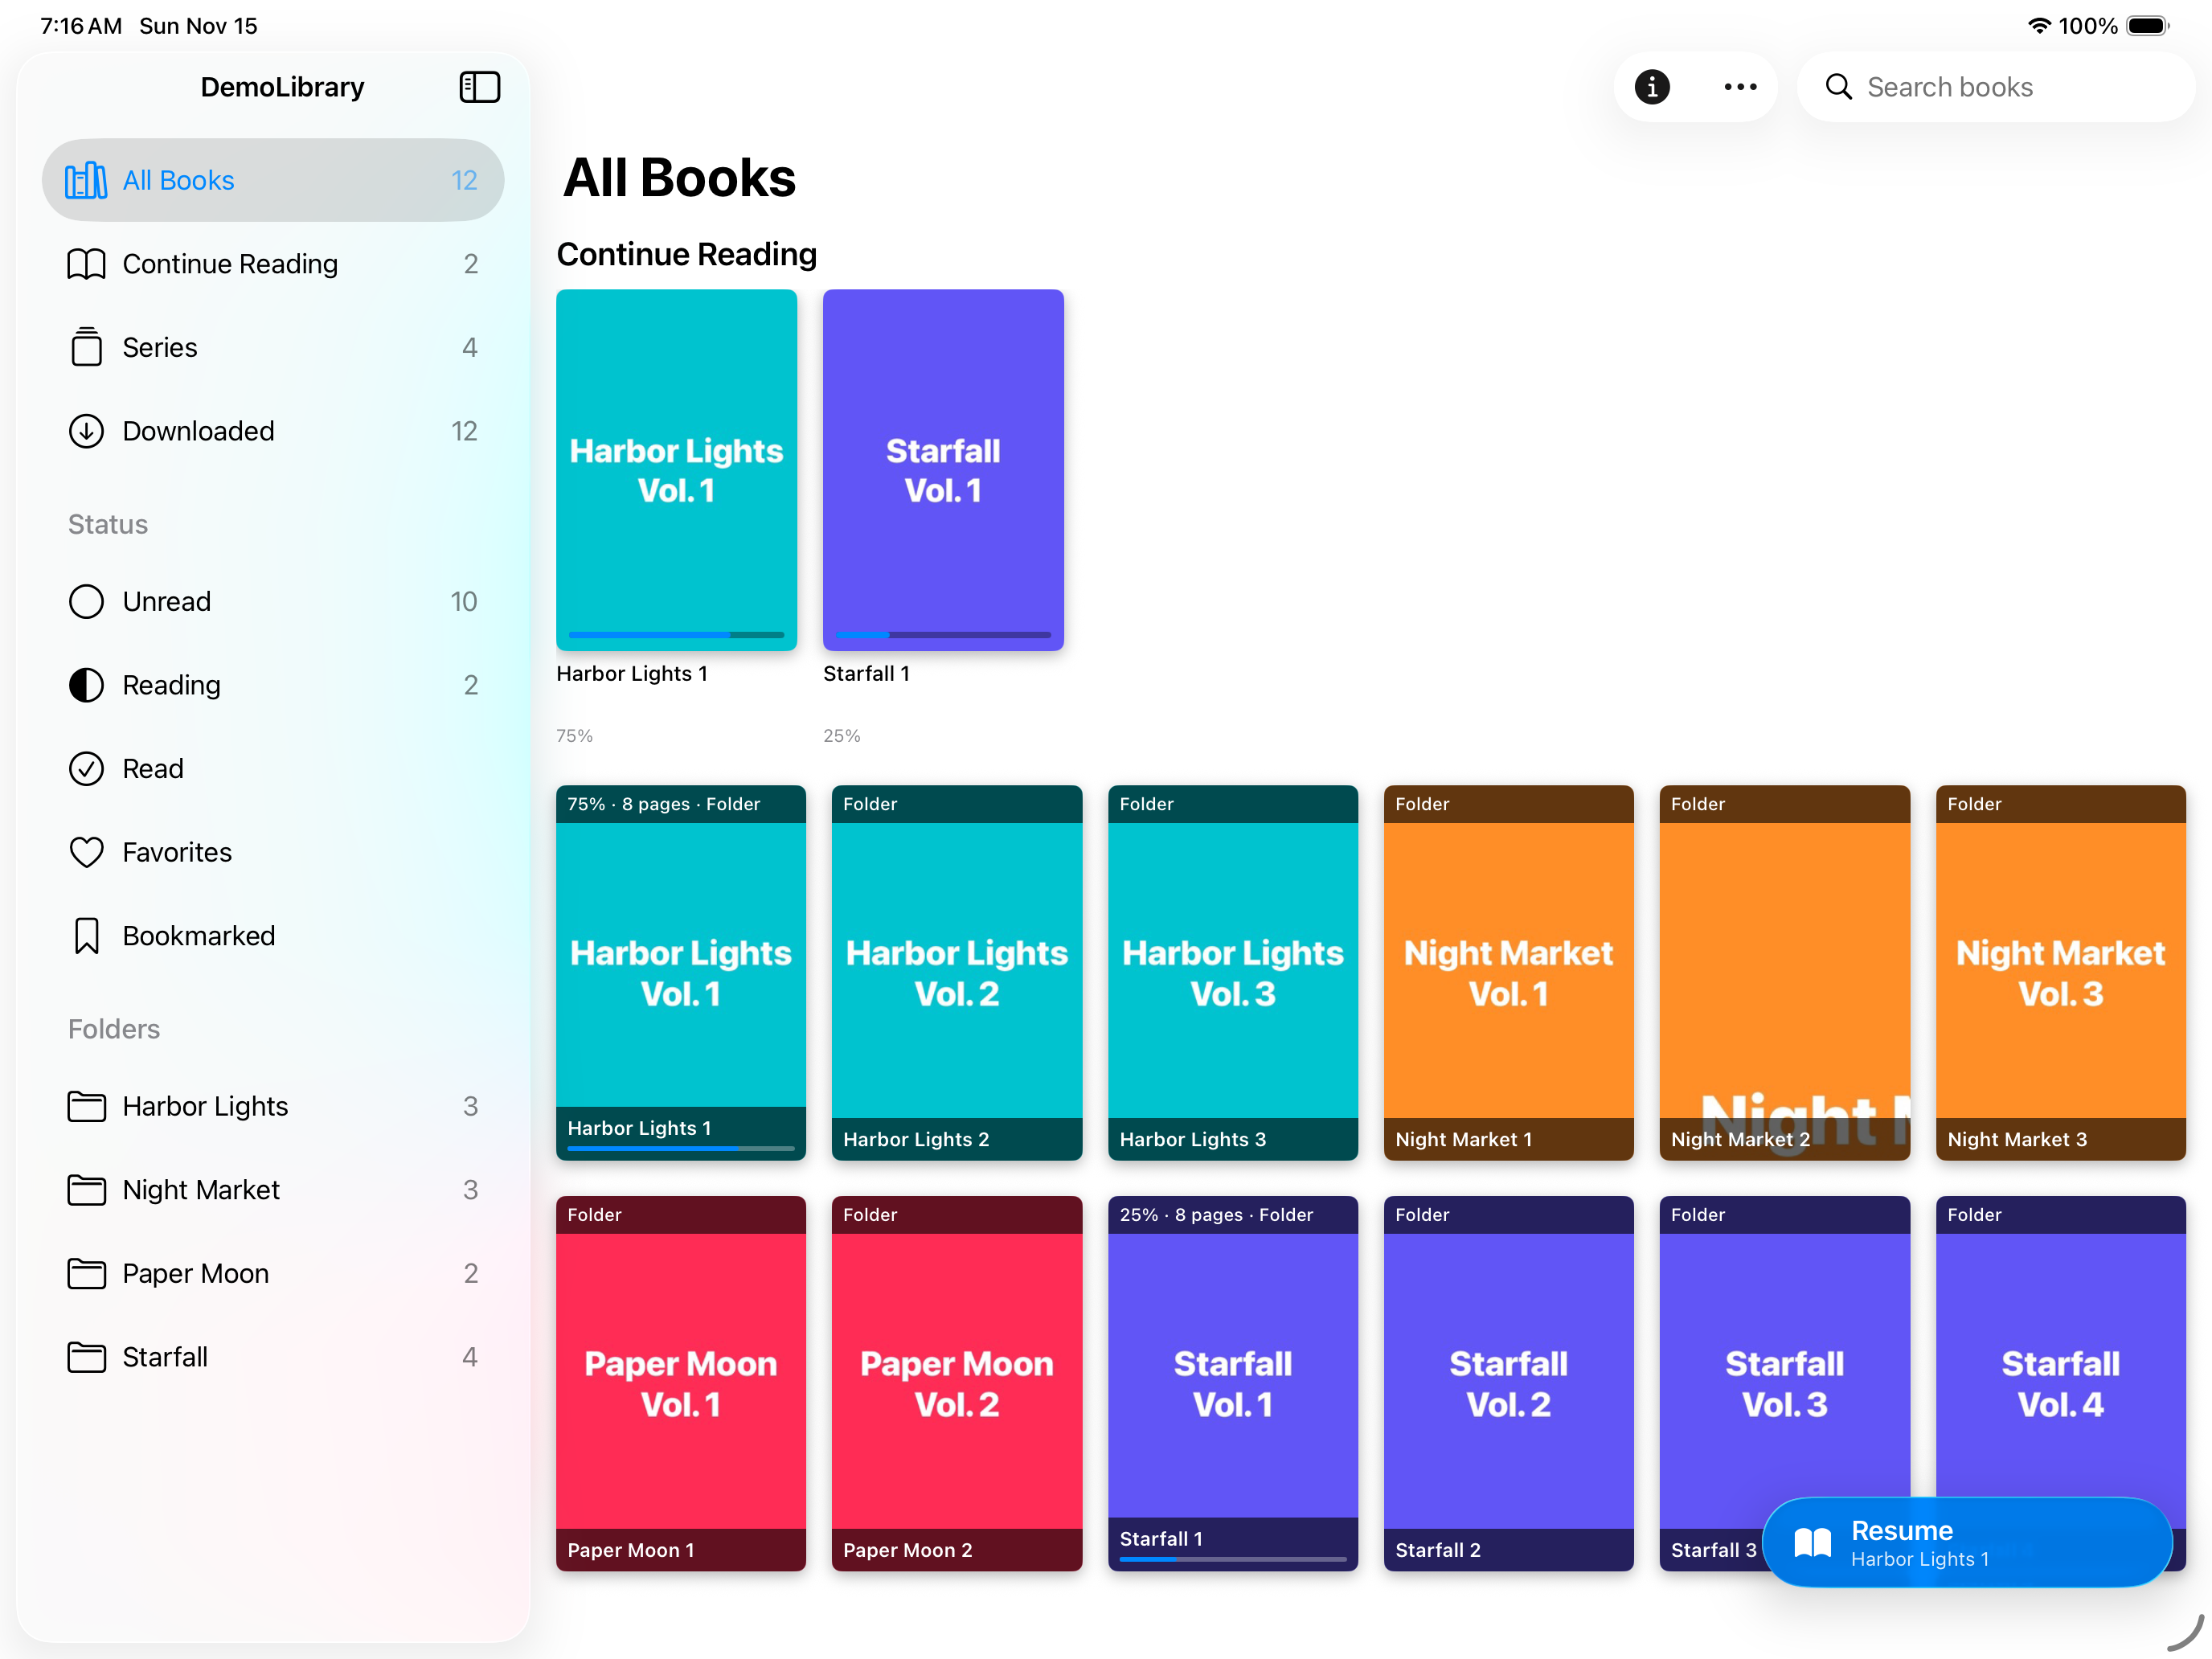 7:16 AM Sun Nov 15
100%
DemoLibrary
All Books 12
Continue Reading 2
Series 4
Downloaded 12
Status
Unread 10
Reading 2
Read
Favorites
Bookmarked
Folders
Harbor Lights 3
Night Market 3
Paper Moon 2
Starfall 4
Search books
All Books
Continue Reading
Harbor Lights
Vol. 1
Harbor Lights 1
75%
Starfall
Vol. 1
Starfall 1
25%
75% · 8 pages · Folder
Harbor Lights
Vol. 1
Harbor Lights 1
Folder
Harbor Lights
Vol. 2
Harbor Lights 2
Folder
Harbor Lights
Vol. 3
Harbor Lights 3
Folder
Night Market
Vol. 1
Night Market 1
Folder
Night
Night Market 2
Folder
Night Market
Vol. 3
Night Market 3
Folder
Paper Moon
Vol. 1
Paper Moon 1
Folder
Paper Moon
Vol. 2
Paper Moon 2
25% · 8 pages · Folder
Starfall
Vol. 1
Starfall 1
Folder
Starfall
Vol. 2
Starfall 2
Folder
Starfall
Vol. 3
Starfall 3
Folder
Starfall
Vol. 4
Resume
Harbor Lights 1